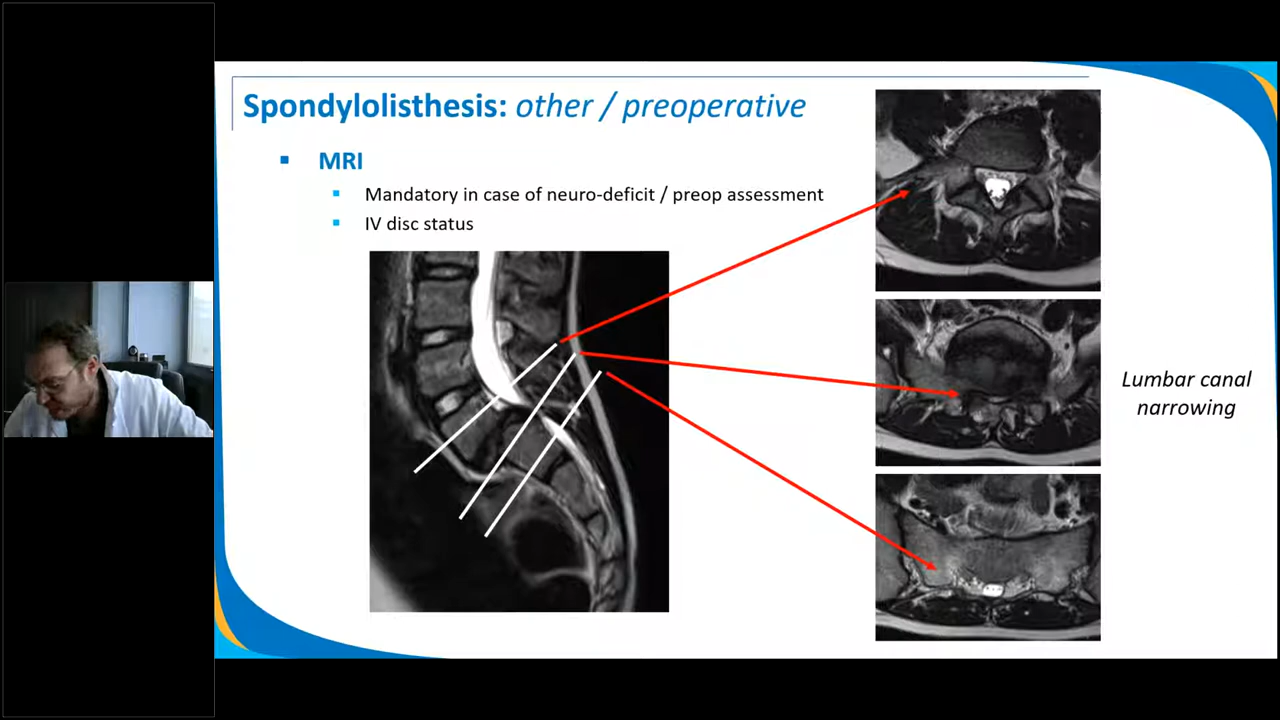 Spondylolisthesis: other / preoperative
MRI
Mandatory in case of neuro-deficit / preop assessment
IV disc status
Lumbar canal
narrowing